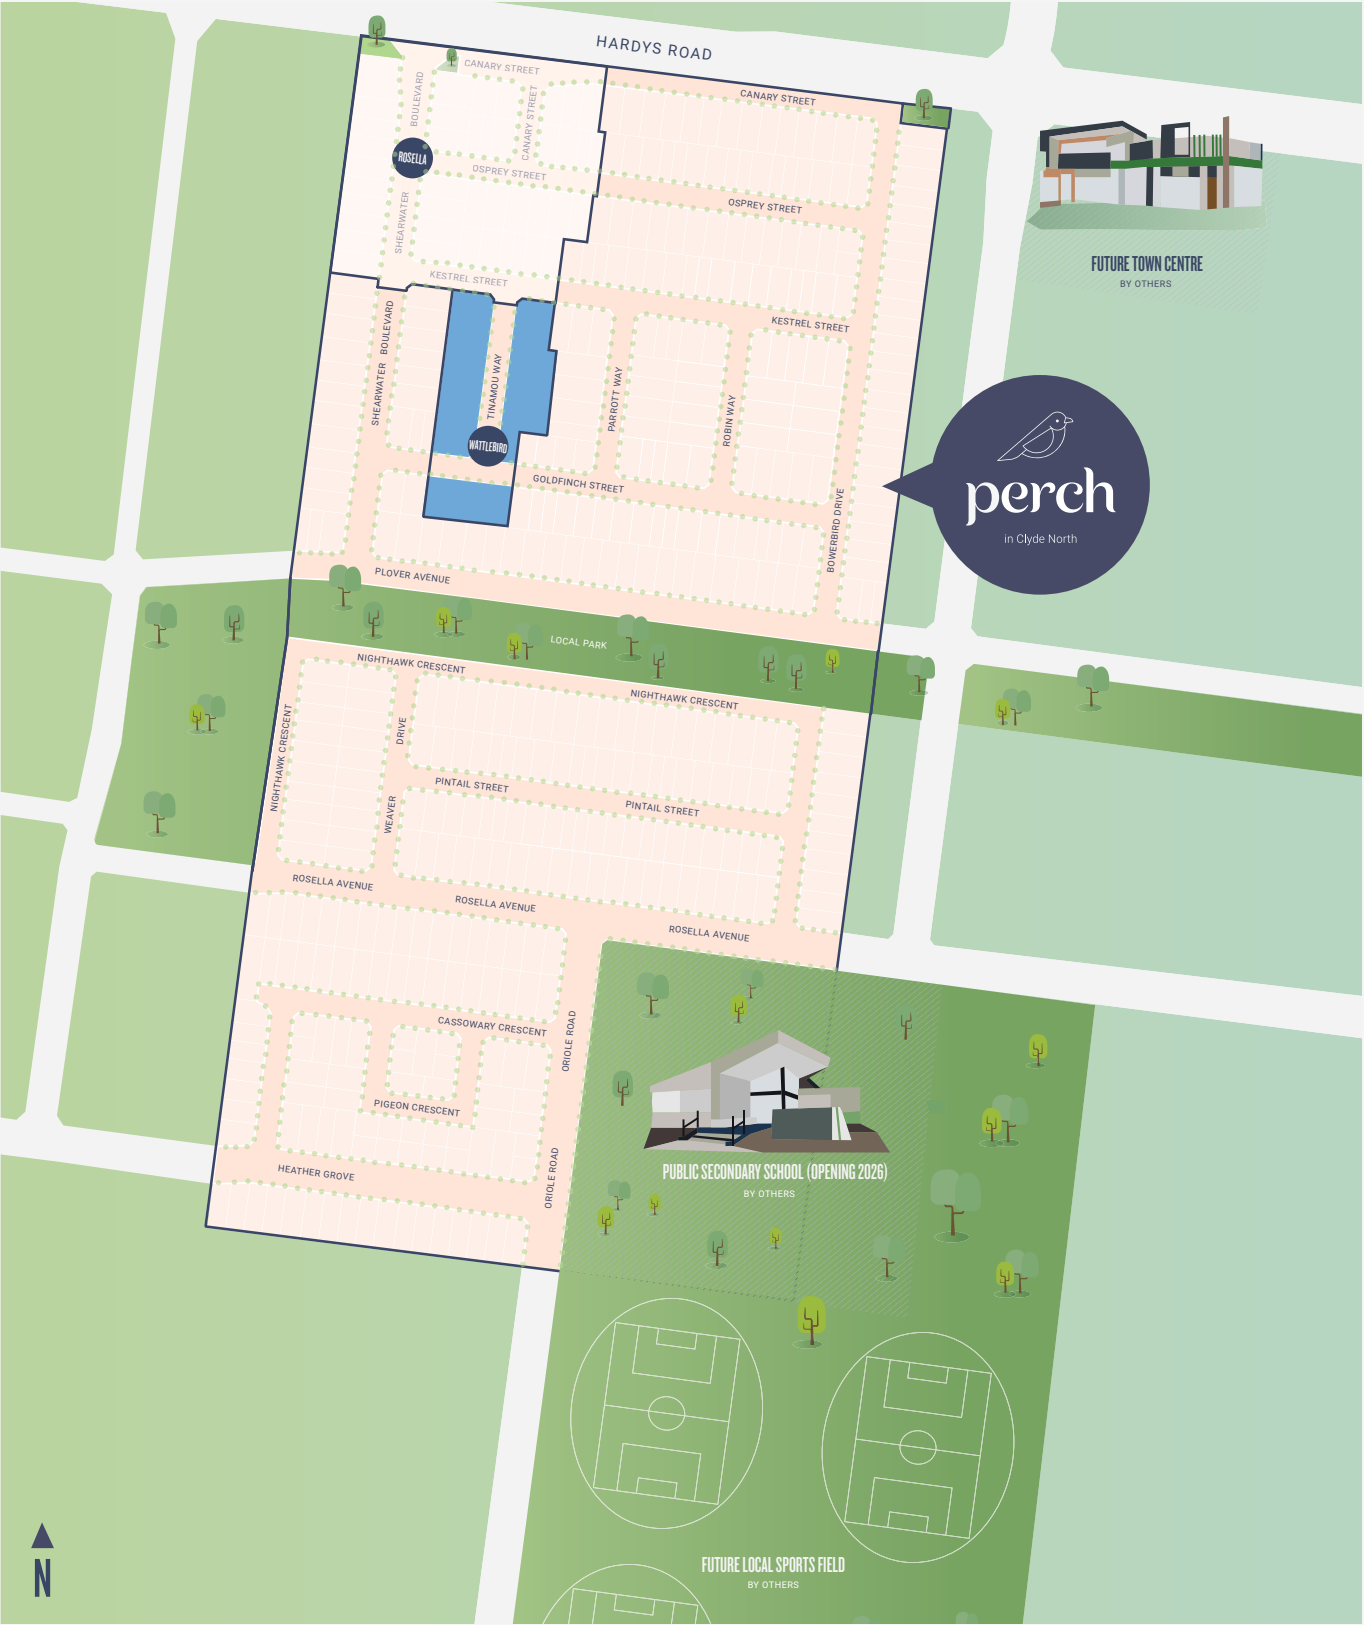 HARDYS ROAD
CANARY STREET
CANARY STREET
BOULEVARD
CANARY STREET
ROSELLA
OSPREY STREET
OSPREY STREET
SHEARWATER
KESTREL STREET
KESTREL STREET
FUTURE TOWN CENTRE
BY OTHERS
BOULEVARD
SHEARWATER
TINAMOU WAY
PARROTT WAY
ROBIN WAY
WATTLEBIRD
GOLDFINCH STREET
BOWERBIRD DRIVE
perch
in Clyde North
PLOVER AVENUE
LOCAL PARK
NIGHTHAWK CRESCENT
NIGHTHAWK CRESCENT
NIGHTHAWK CRESCENT
DRIVE
WEAVER
PINTAIL STREET
PINTAIL STREET
ROSELLA AVENUE
ROSELLA AVENUE
ROSELLA AVENUE
CASSOWARY CRESCENT
ORIOLE ROAD
PIGEON CRESCENT
HEATHER GROVE
ORIOLE ROAD
PUBLIC SECONDARY SCHOOL (OPENING 2026)
BY OTHERS
FUTURE LOCAL SPORTS FIELD
BY OTHERS
N